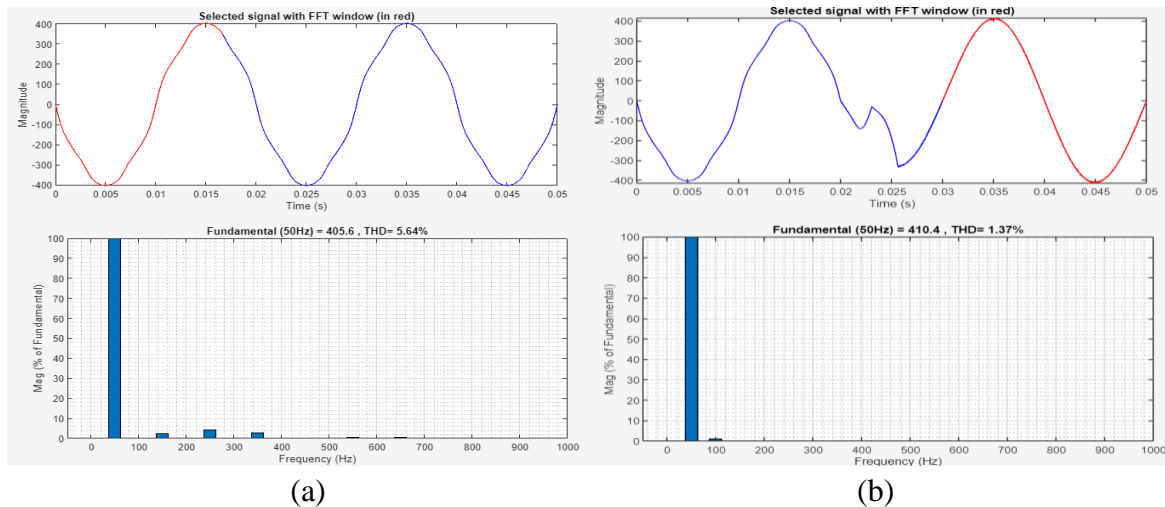 Selected signal with FFT window (in red)
400
300
200
100
0
-100
-200
-300
-400
Magnitude
0 0.005 0.01 0.015 0.02 0.025 0.03 0.035 0.04 0.045 0.05
Time (s)
Fundamental (50Hz) = 405.6 , THD= 5.64%
100
90
80
70
60
50
40
30
20
10
0
Mag (% of Fundamental)
0 100 200 300 400 500 600 700 800 900 1000
Frequency (Hz)
(a)
Selected signal with FFT window (in red)
400
300
200
100
0
-100
-200
-300
-400
Magnitude
0 0.005 0.01 0.015 0.02 0.025 0.03 0.035 0.04 0.045 0.05
Time (s)
Fundamental (50Hz) = 410.4 , THD= 1.37%
100
90
80
70
60
50
40
30
20
10
0
Mag (% of Fundamental)
0 100 200 300 400 500 600 700 800 900 1000
Frequency (Hz)
(b)